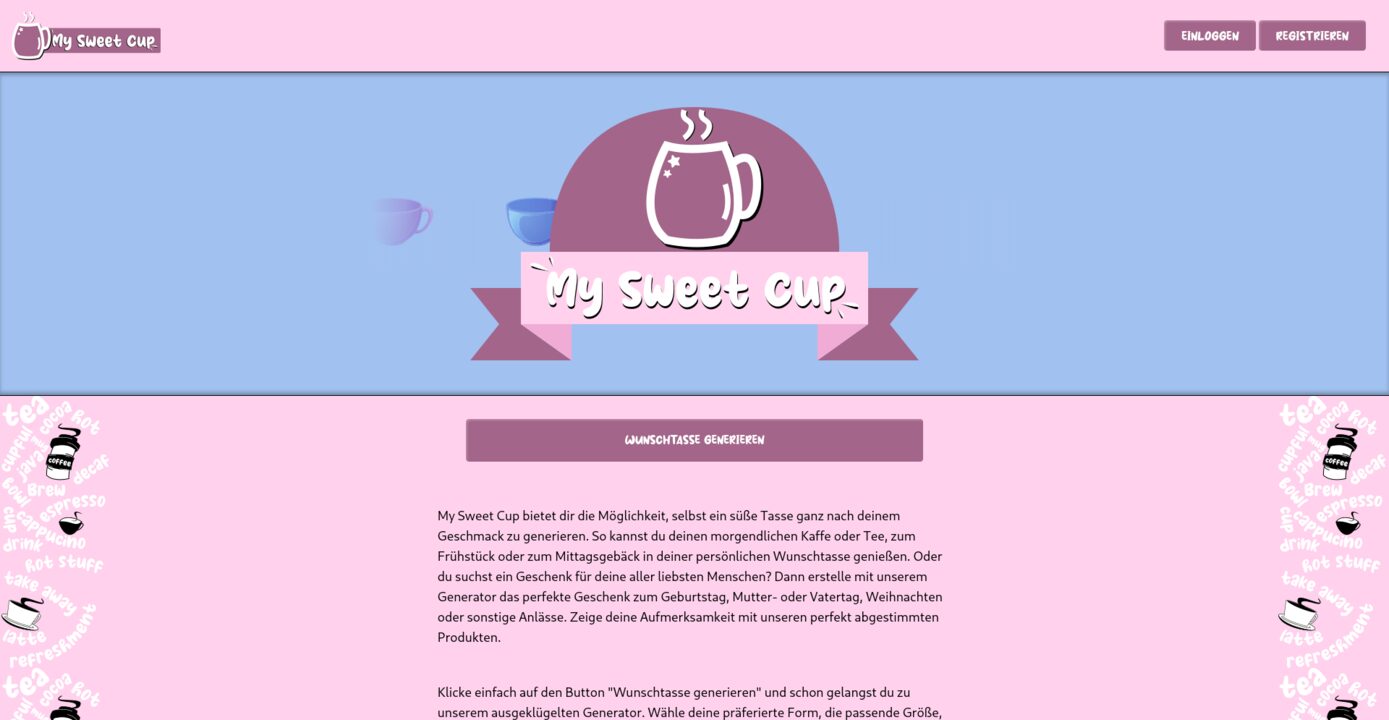 My Sweet Cup
EINLOGGEN
REGISTRIEREN
My Sweet Cup
WUNSCHTASSE GENERIEREN
My Sweet Cup bietet dir die Möglichkeit, selbst ein süße Tasse ganz nach deinem
Geschmack zu generieren. So kannst du deinen morgendlichen Kaffe oder Tee, zum
Frühstück oder zum Mittagsgebäck in deiner persönlichen Wunschtasse genießen. Oder
du suchst ein Geschenk für deine aller liebsten Menschen? Dann erstelle mit unserem
Generator das perfekte Geschenk zum Geburtstag, Mutter- oder Vatertag, Weihnachten
oder sonstige Anlässe. Zeige deine Aufmerksamkeit mit unseren perfekt abgestimmten
Produkten.
Klicke einfach auf den Button "Wunschtasse generieren" und schon gelangst du zu
unserem ausgeklügelten Generator. Wähle deine präferierte Form, die passende Größe,
tea
cocoa
hot
cupful
java
coffee
decaf
bowl
Brew
espresso
cup
cappucino
drink
hot stuff
take away
latte
refreshment
tea
cocoa
hot
tea
cocoa
hot
cupful
java
coffee
decaf
bowl
Brew
espresso
cup
cappucino
drink
hot stuff
take away
latte
refreshment
tea
cocoa
hot